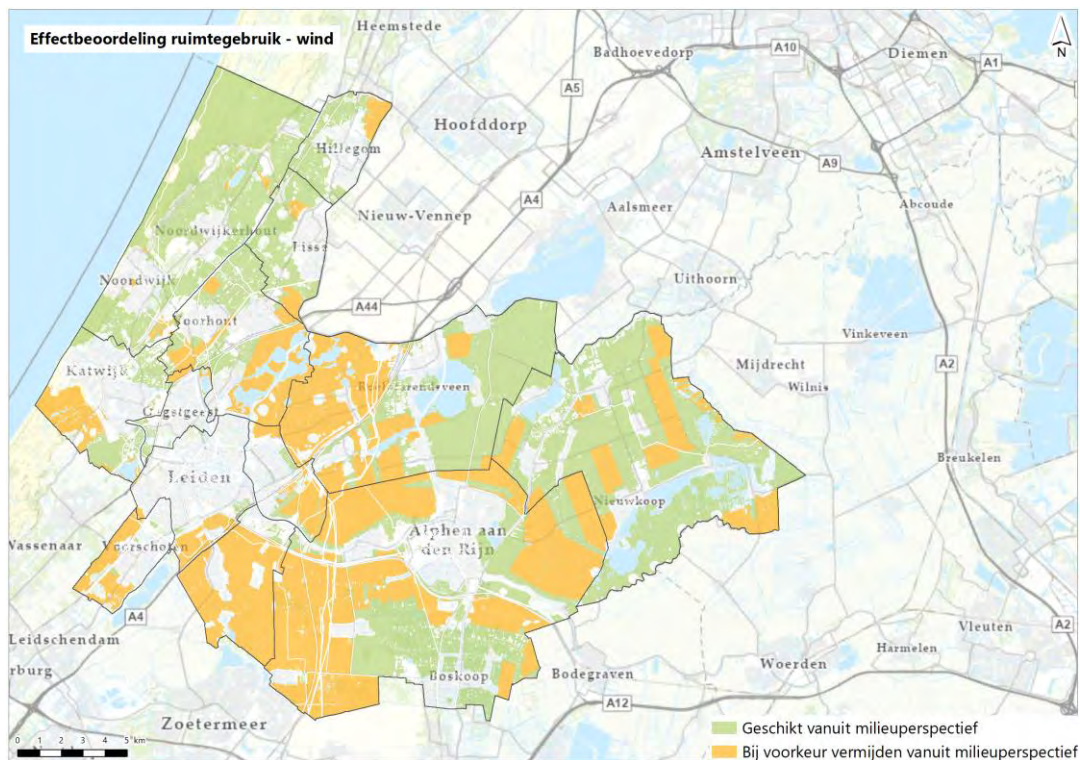 Effectbeoordeling ruimtegebruik - wind
Heemstede
Badhoevedorp
A10
Diemen
A1
N
A5
Hoofddorp
Hillegom
Amstelveen
A9
A4
Abcoude
Nieuw-Vennep
Aalsmeer
Noordwijkerhout
Lisse
Noordwijk
Uithoorn
A44
Voorhout
Vinkeveen
Katwijk
Mijdrecht
A2
Wilnis
Oegstgeest
Breukelen
Leiden
Nieuwkoop
Alphen aan
den Rijn
Wassenaar
Voorschoten
A4
A2
Leidschendam
Vleuten
Harmelen
rburg
Woerden
Boskoop
Bodegraven
A12
Zoetermeer
Geschikt vanuit milieuperspectief
0 1 2 3 4 5 km
Bij voorkeur vermijden vanuit milieuperspectief